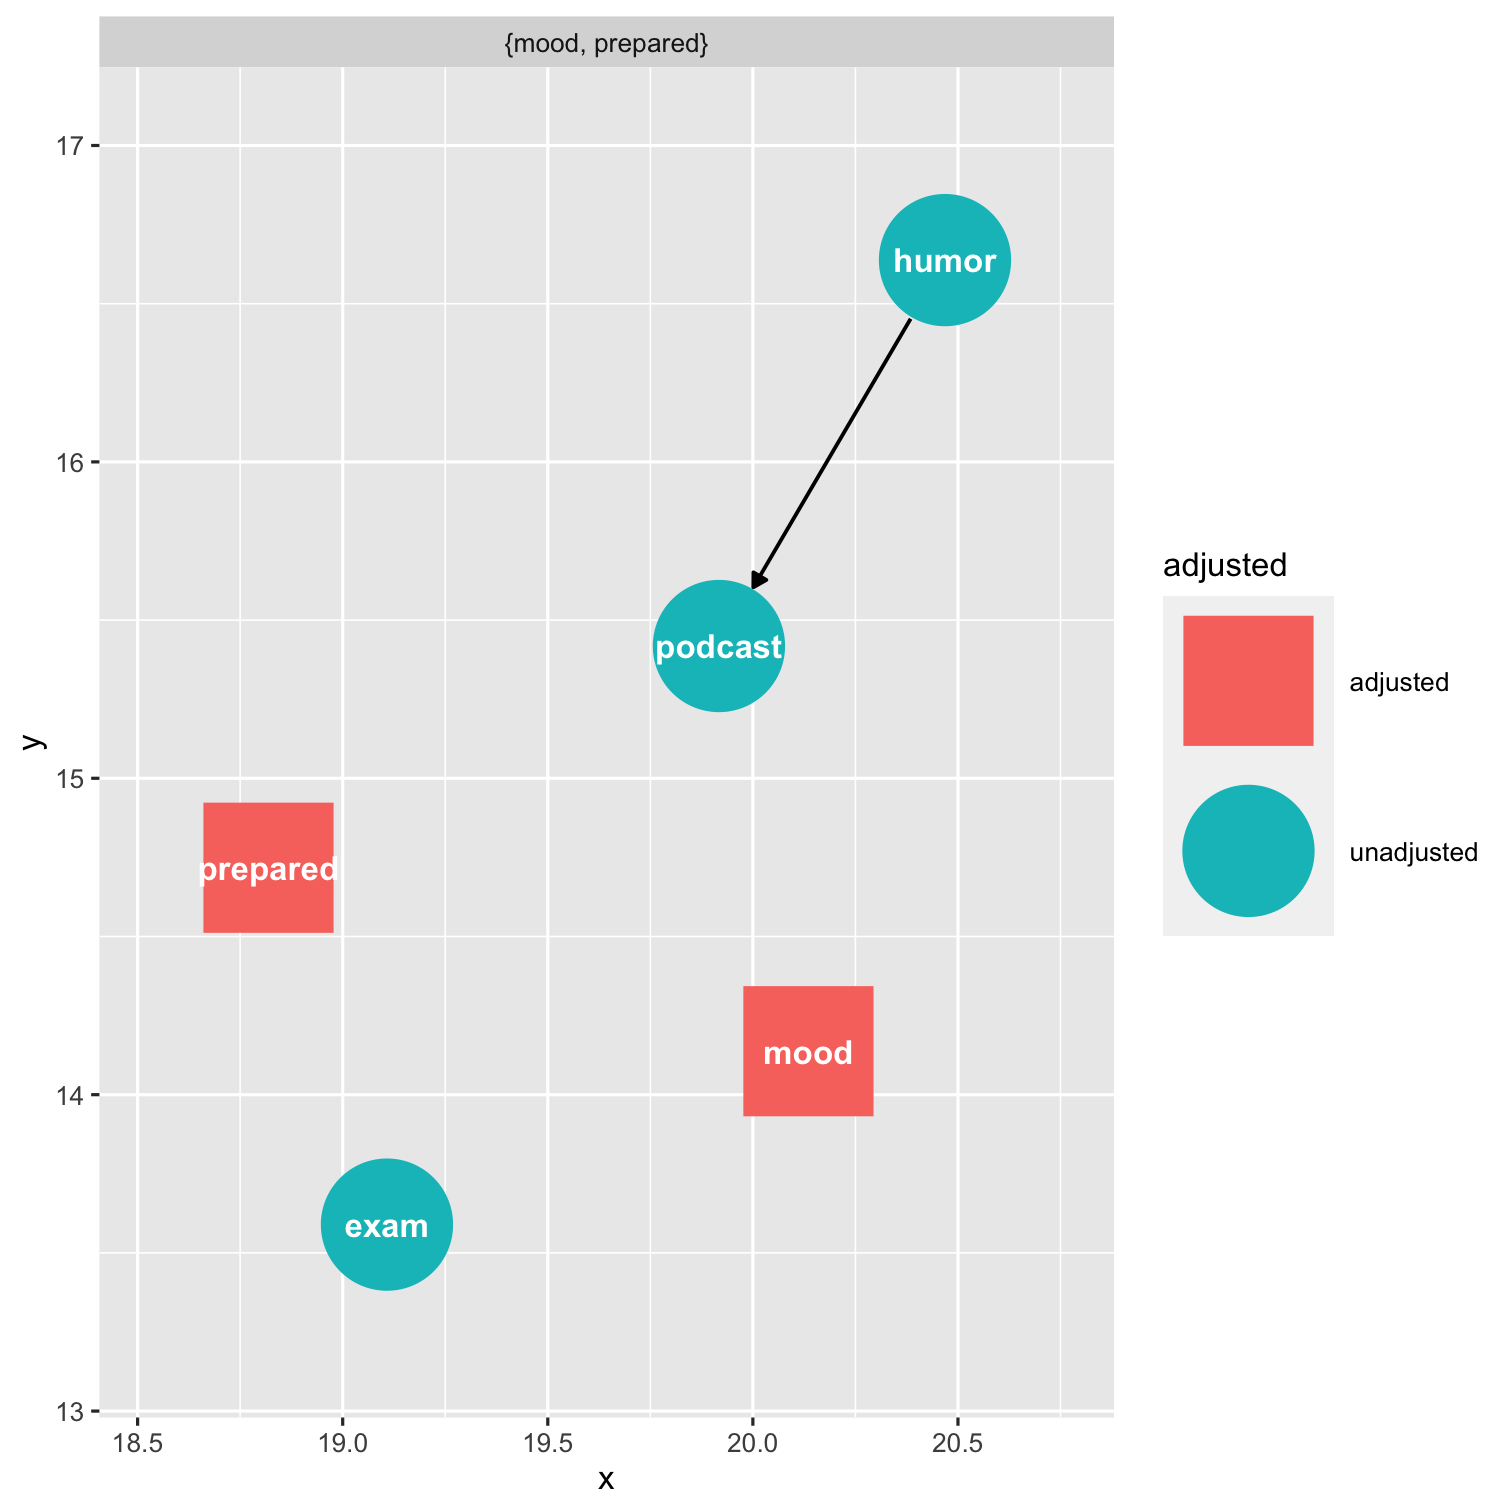 {mood, prepared}
17
16
15
14
13
y
humor
podcast
prepared
mood
exam
18.5 19.0 19.5 20.0 20.5
x
adjusted
adjusted
unadjusted